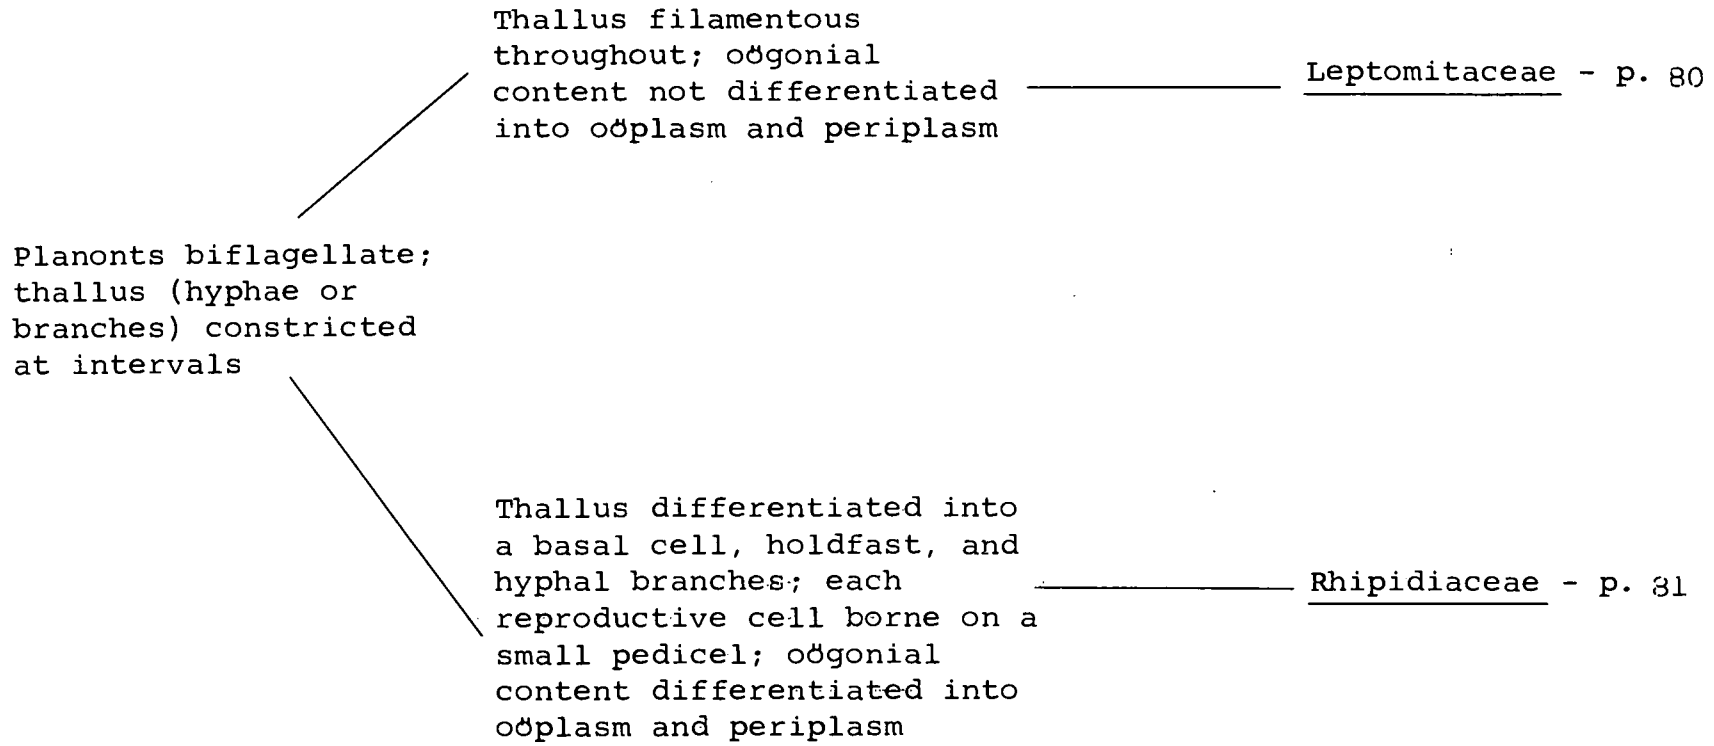 Thallus filamentous
throughout; oögonial
content not differentiated
into oöplasm and periplasm
Leptomitaceae - p. 80
Planonts biflagellate;
thallus (hyphae or
branches) constricted
at intervals
Thallus differentiated into
a basal cell, holdfast, and
hyphal branches; each
reproductive cell borne on a
small pedicel; oögonial
content differentiated into
oöplasm and periplasm
Rhipidiaceae - p. 81